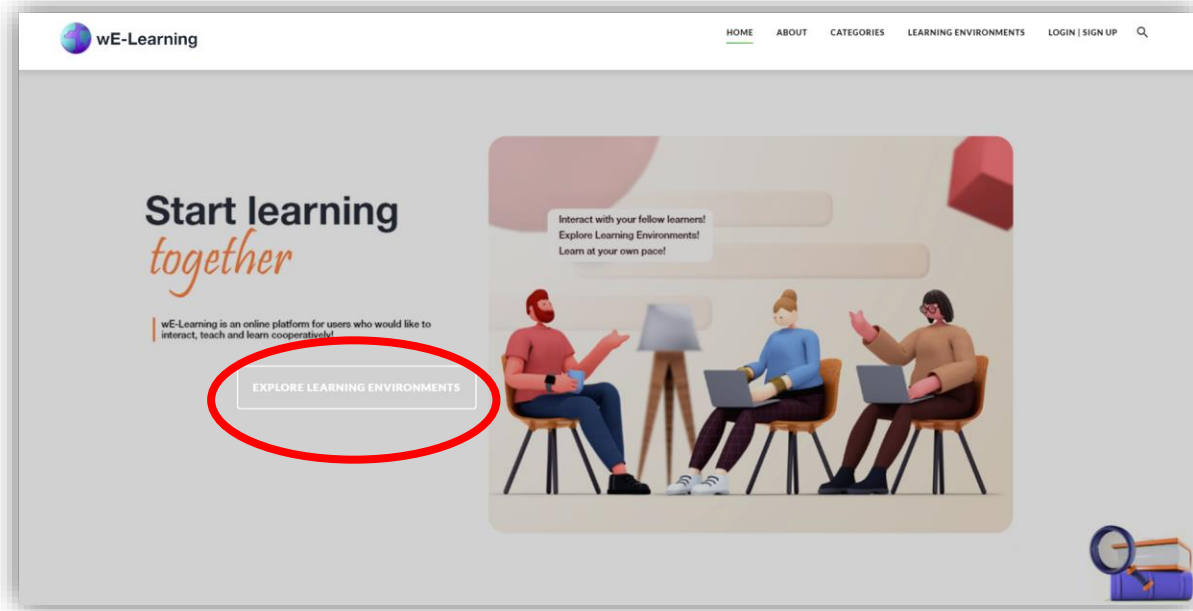 wE-Learning
HOME ABOUT CATEGORIES LEARNING ENVIRONMENTS LOGIN | SIGN UP
Start learning
together
wE-Learning is an online platform for users who would like to
interact, teach and learn cooperatively!
EXPLORE LEARNING ENVIRONMENTS
Interact with your fellow learners!
Explore Learning Environments!
Learn at your own pace!